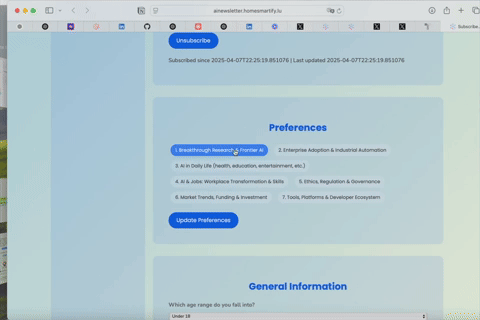 ainewsletter.homesmartify.lu
Subscribe
Unsubscribe
Subscribed since 2025-04-07T22:25:19.851076 | Last updated 2025-04-07T22:25:19.851076
Preferences
1. Breakthrough Research & Frontier AI
2. Enterprise Adoption & Industrial Automation
3. AI in Daily Life (health, education, entertainment, etc.)
4. AI & Jobs: Workplace Transformation & Skills
5. Ethics, Regulation & Governance
6. Market Trends, Funding & Investment
7. Tools, Platforms & Developer Ecosystem
Update Preferences
General Information
Which age range do you fall into?
Under 18